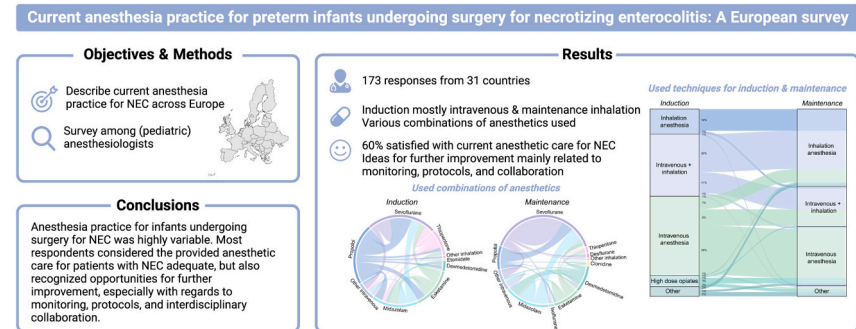 Current anesthesia practice for preterm infants undergoing surgery for necrotizing enterocolitis: A European survey
Objectives & Methods
Describe current anesthesia
practice for NEC across Europe
Survey among (pediatric)
anesthesiologists
Conclusions
Anesthesia practice for infants undergoing
surgery for NEC was highly variable. Most
respondents considered the provided anesthetic
care for patients with NEC adequate, but also
recognized opportunities for further
improvement, especially with regards to
monitoring, protocols, and interdisciplinary
collaboration.
Results
173 responses from 31 countries
Induction mostly intravenous & maintenance inhalation
Various combinations of anesthetics used
60% satisfied with current anesthetic care for NEC
Ideas for further improvement mainly related to
monitoring, protocols, and collaboration
Used combinations of anesthetics
Induction
Sevoflurane
Thiopentone
Other inhalation
Etomidate
Dexmedetomidine
Esketamine
Midazolam
Other intravenous
Propofol
Maintenance
Sevoflurane
Thiopentone
Desflurane
Other inhalation
Clonidine
Dexmedetomidine
Esketamine
Isoflurane
Midazolam
Other intravenous
Propofol
Used techniques for induction & maintenance
Induction
Maintenance
Inhalation
anesthesia
Intravenous +
inhalation
Intravenous
anesthesia
High dose opiates
Other
Inhalation
anesthesia
Intravenous +
inhalation
Intravenous
anesthesia
Other